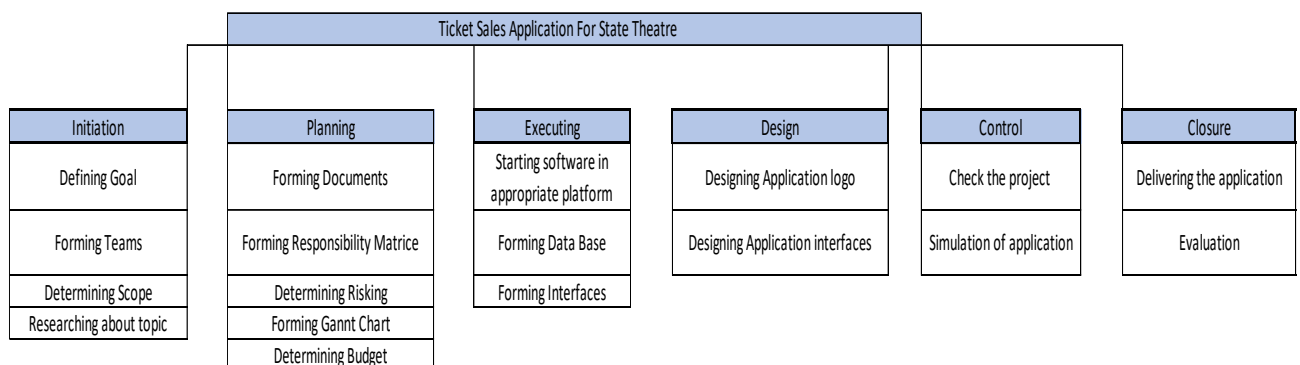 Ticket Sales Application For State Theatre
Initiation
Defining Goal
Forming Teams
Determining Scope
Researching about topic
Planning
Forming Documents
Forming Responsibility Matrice
Determining Risking
Forming Gannt Chart
Determining Budget
Executing
Starting software in
appropriate platform
Forming Data Base
Forming Interfaces
Design
Designing Application logo
Designing Application interfaces
Control
Check the project
Simulation of application
Closure
Delivering the application
Evaluation